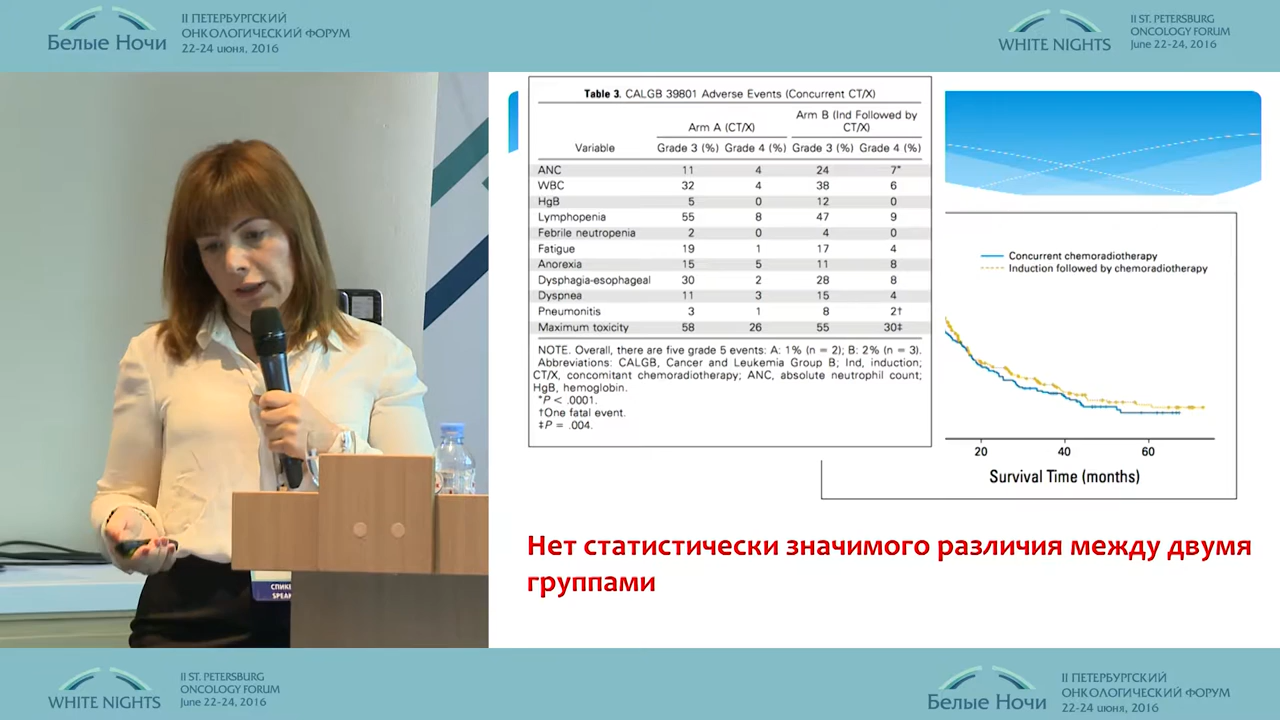 Белые Ночи
II ПЕТЕРБУРГСКИЙ
ОНКОЛОГИЧЕСКИЙ ФОРУМ
22-24 июня, 2016
WHITE NIGHTS
II ST. PETERSBURG
ONCOLOGY FORUM
June 22-24, 2016
Table 3. CALGB 39801 Adverse Events (Concurrent CT/X)
Arm A (CT/X) Arm B (Ind Followed by CT/X)
Variable Grade 3 (%) Grade 4 (%) Grade 3 (%) Grade 4 (%)
ANC 11 4 24 7*
WBC 32 4 38 6
HgB 5 0 12 0
Lymphopenia 55 8 47 9
Febrile neutropenia 2 0 4 0
Fatigue 19 1 17 4
Anorexia 15 5 11 8
Dysphagia-esophageal 30 2 28 8
Dyspnea 11 3 15 4
Pneumonitis 3 1 8 2†
Maximum toxicity 58 26 55 30‡
NOTE. Overall, there are five grade 5 events: A: 1% (n = 2); B: 2% (n = 3).
Abbreviations: CALGB, Cancer and Leukemia Group B; Ind, induction;
CT/X, concomitant chemoradiotherapy; ANC, absolute neutrophil count;
HgB, hemoglobin.
*P < .0001.
†One fatal event.
‡P = .004.
Concurrent chemoradiotherapy
Induction followed by chemoradiotherapy
20 40 60
Survival Time (months)
Нет статистически значимого различия между двумя
группами
WHITE NIGHTS
II ST. PETERSBURG
ONCOLOGY FORUM
June 22-24, 2016
Белые Ночи
II ПЕТЕРБУРГСКИЙ
ОНКОЛОГИЧЕСКИЙ ФОРУМ
22-24 июня, 2016